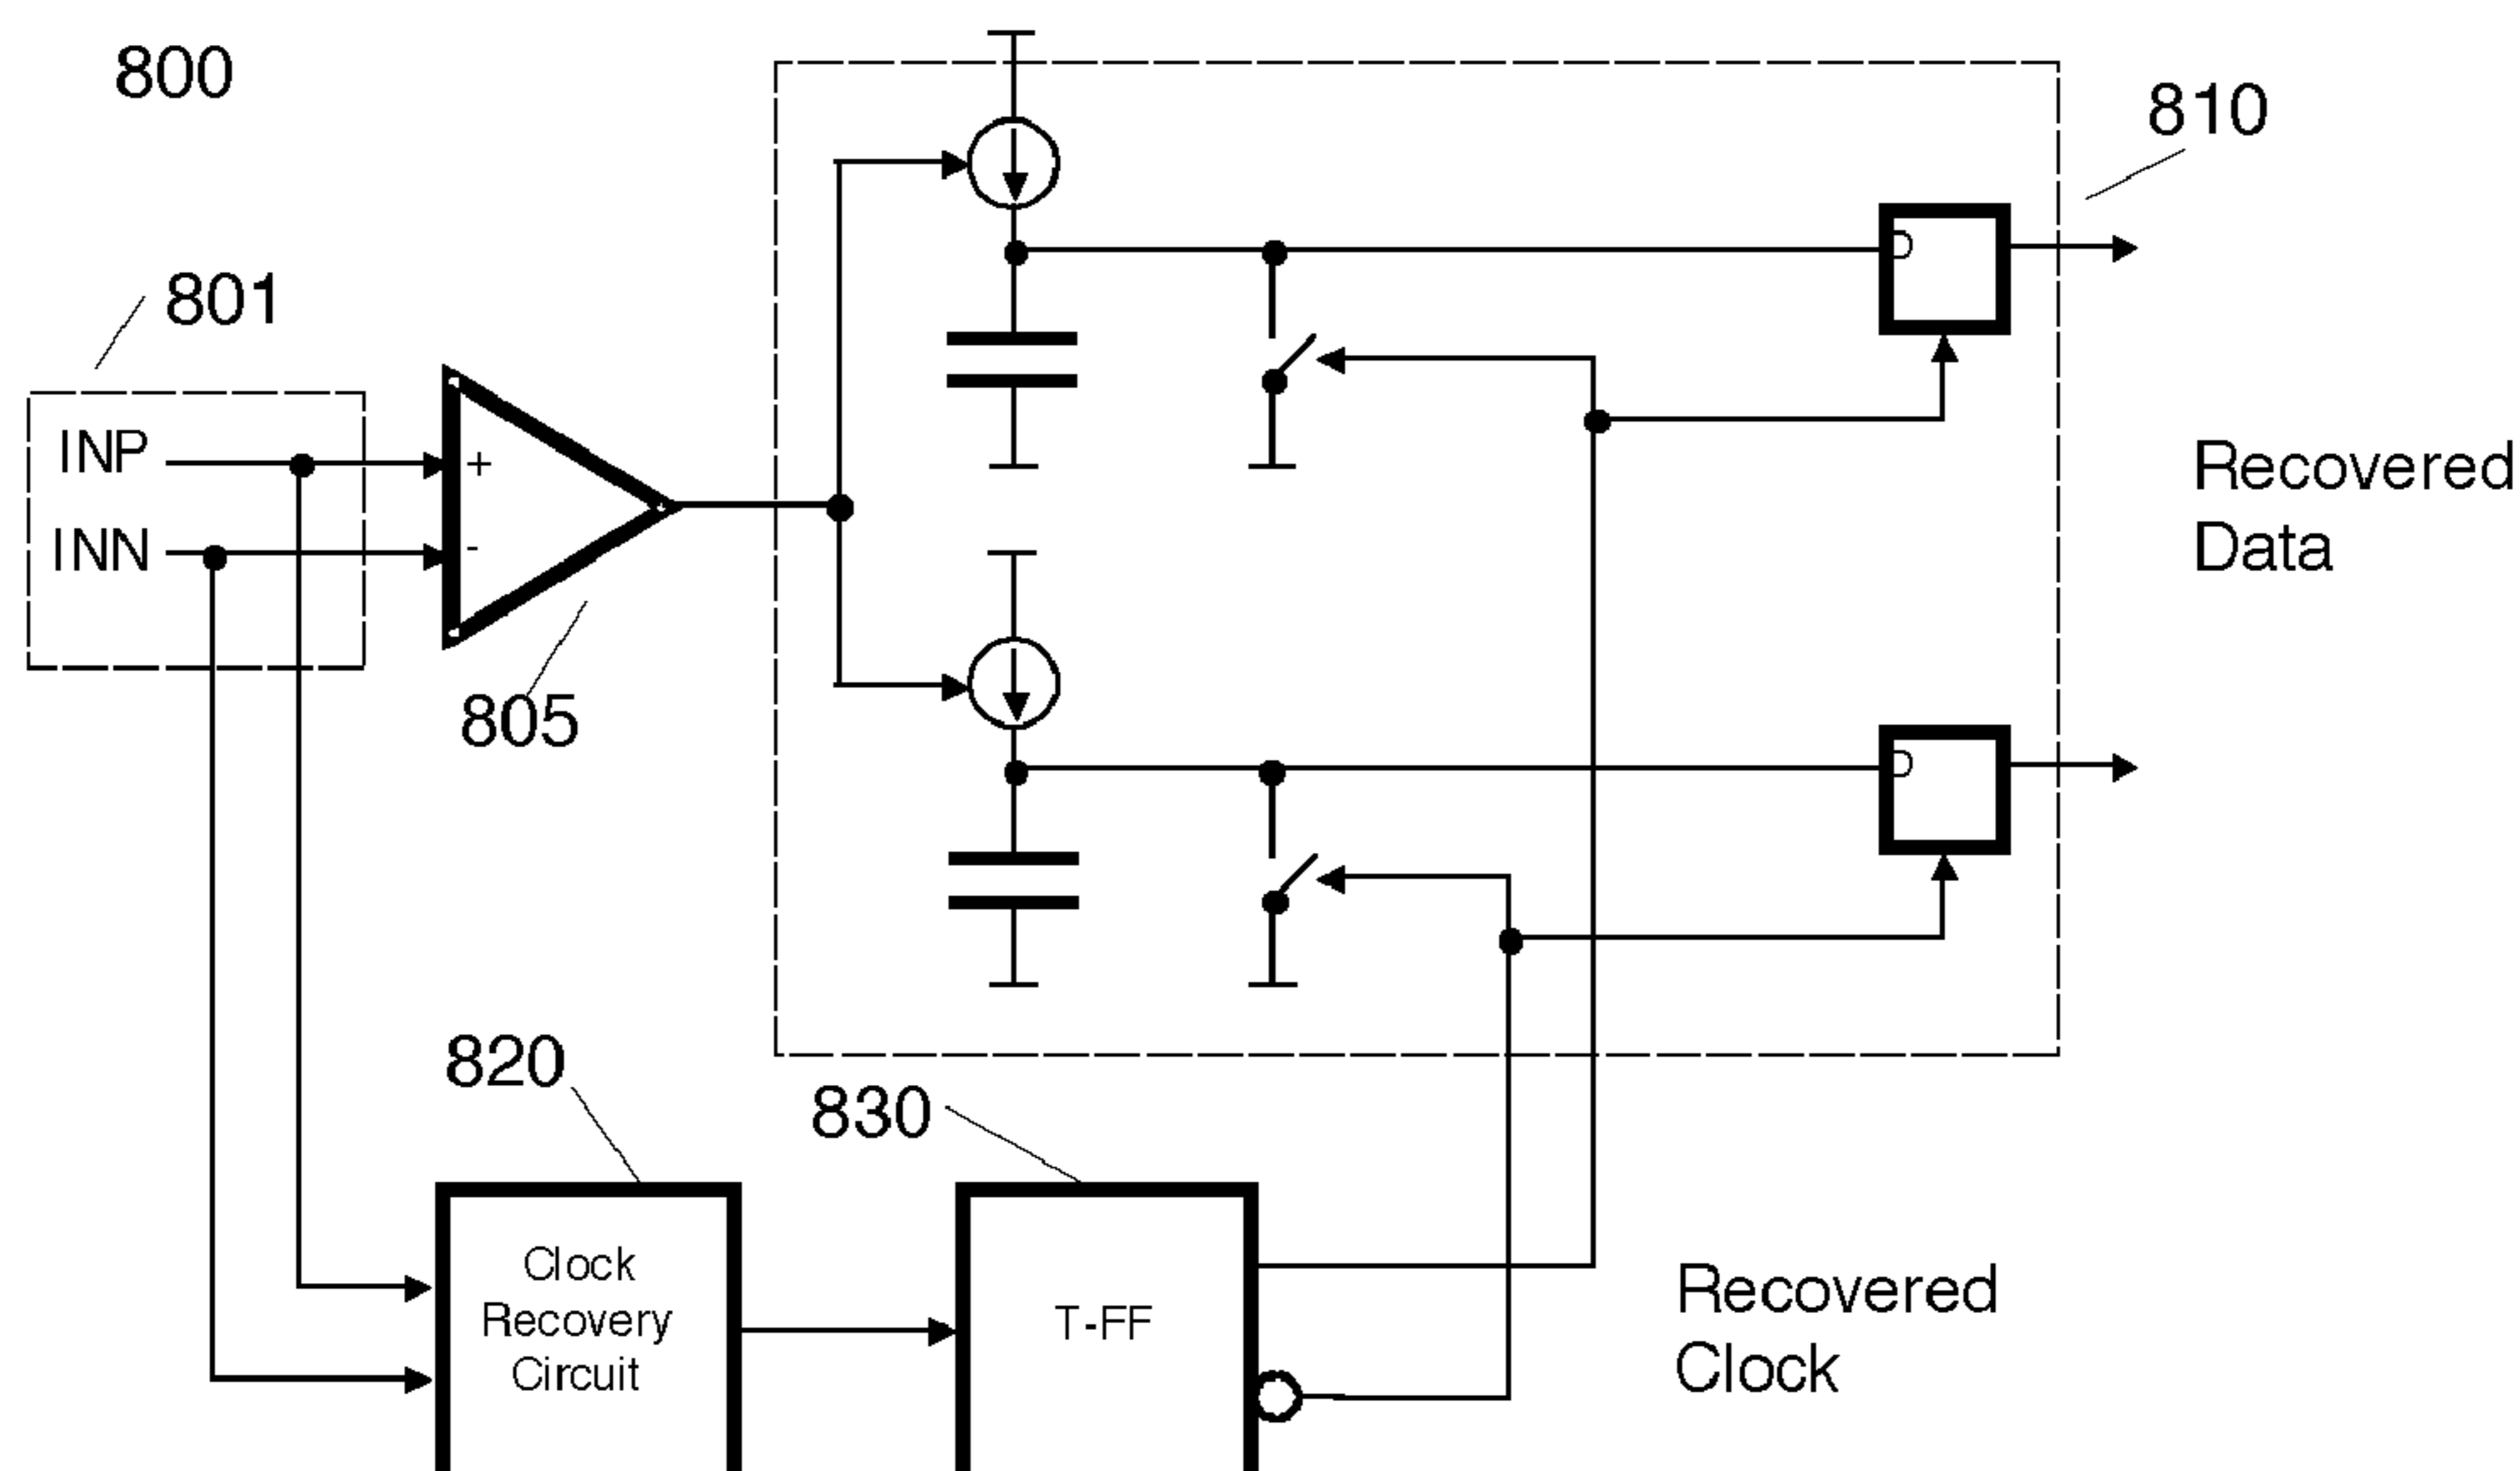 800
810
801
INP
+
INN
-
805
D
Recovered
Data
D
820
830
Clock
Recovery
Circuit
T-FF
Recovered
Clock